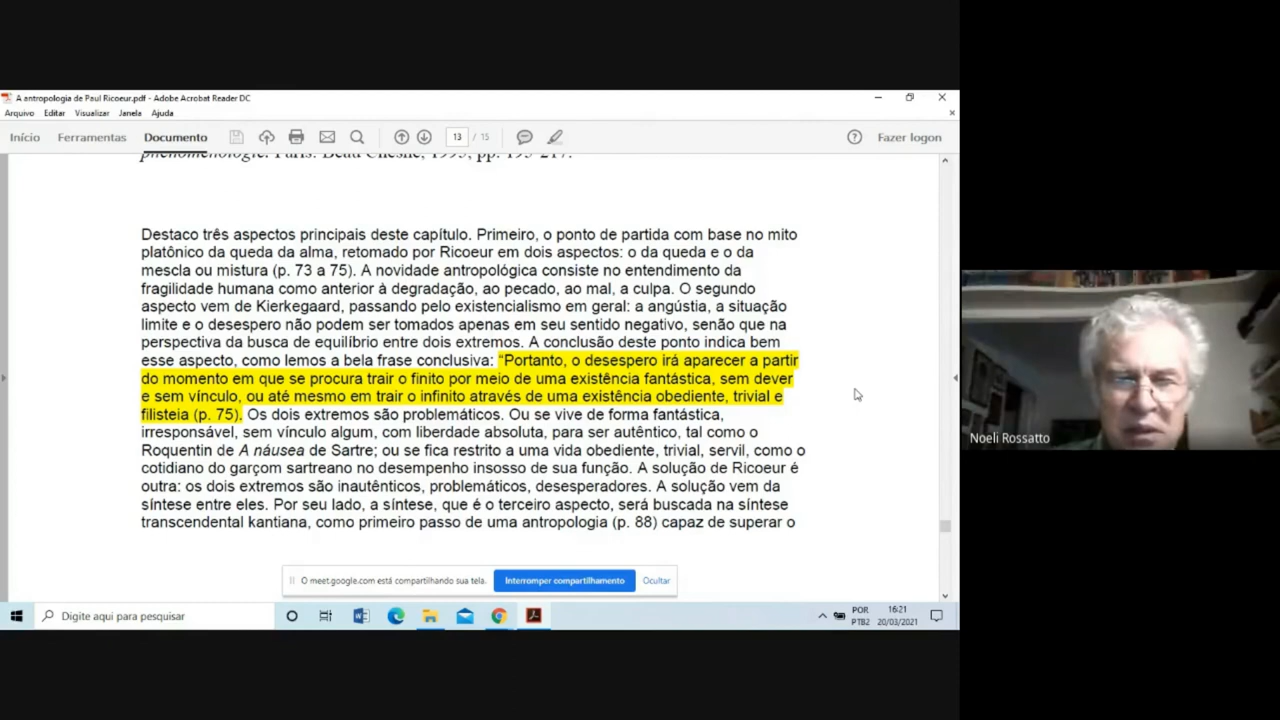 A antropologia de Paul Ricoeur.pdf - Adobe Acrobat Reader DC
Arquivo Editar Visualizar Janela Ajuda
Início Ferramentas Documento 13 / 15 Fazer logon
phenomenologie. Paris: Beau Chesne, 1995, pp. 195-217.
Destaco três aspectos principais deste capítulo. Primeiro, o ponto de partida com base no mito
platônico da queda da alma, retomado por Ricoeur em dois aspectos: o da queda e o da
mescla ou mistura (p. 73 a 75). A novidade antropológica consiste no entendimento da
fragilidade humana como anterior à degradação, ao pecado, ao mal, a culpa. O segundo
aspecto vem de Kierkegaard, passando pelo existencialismo em geral: a angústia, a situação
limite e o desespero não podem ser tomados apenas em seu sentido negativo, senão que na
perspectiva da busca de equilíbrio entre dois extremos. A conclusão deste ponto indica bem
esse aspecto, como lemos a bela frase conclusiva: “Portanto, o desespero irá aparecer a partir
do momento em que se procura trair o finito por meio de uma existência fantástica, sem dever
e sem vínculo, ou até mesmo em trair o infinito através de uma existência obediente, trivial e
filisteia (p. 75). Os dois extremos são problemáticos. Ou se vive de forma fantástica,
irresponsável, sem vínculo algum, com liberdade absoluta, para ser autêntico, tal como o
Roquentin de A náusea de Sartre; ou se fica restrito a uma vida obediente, trivial, servil, como o
cotidiano do garçom sartreano no desempenho insosso de sua função. A solução de Ricoeur é
outra: os dois extremos são inautênticos, problemáticos, desesperadores. A solução vem da
síntese entre eles. Por seu lado, a síntese, que é o terceiro aspecto, será buscada na síntese
transcendental kantiana, como primeiro passo de uma antropologia (p. 88) capaz de superar o
Noeli Rossatto
O meet.google.com está compartilhando sua tela. Interromper compartilhamento Ocultar
Digite aqui para pesquisar
POR 16:21
PTB2 20/03/2021